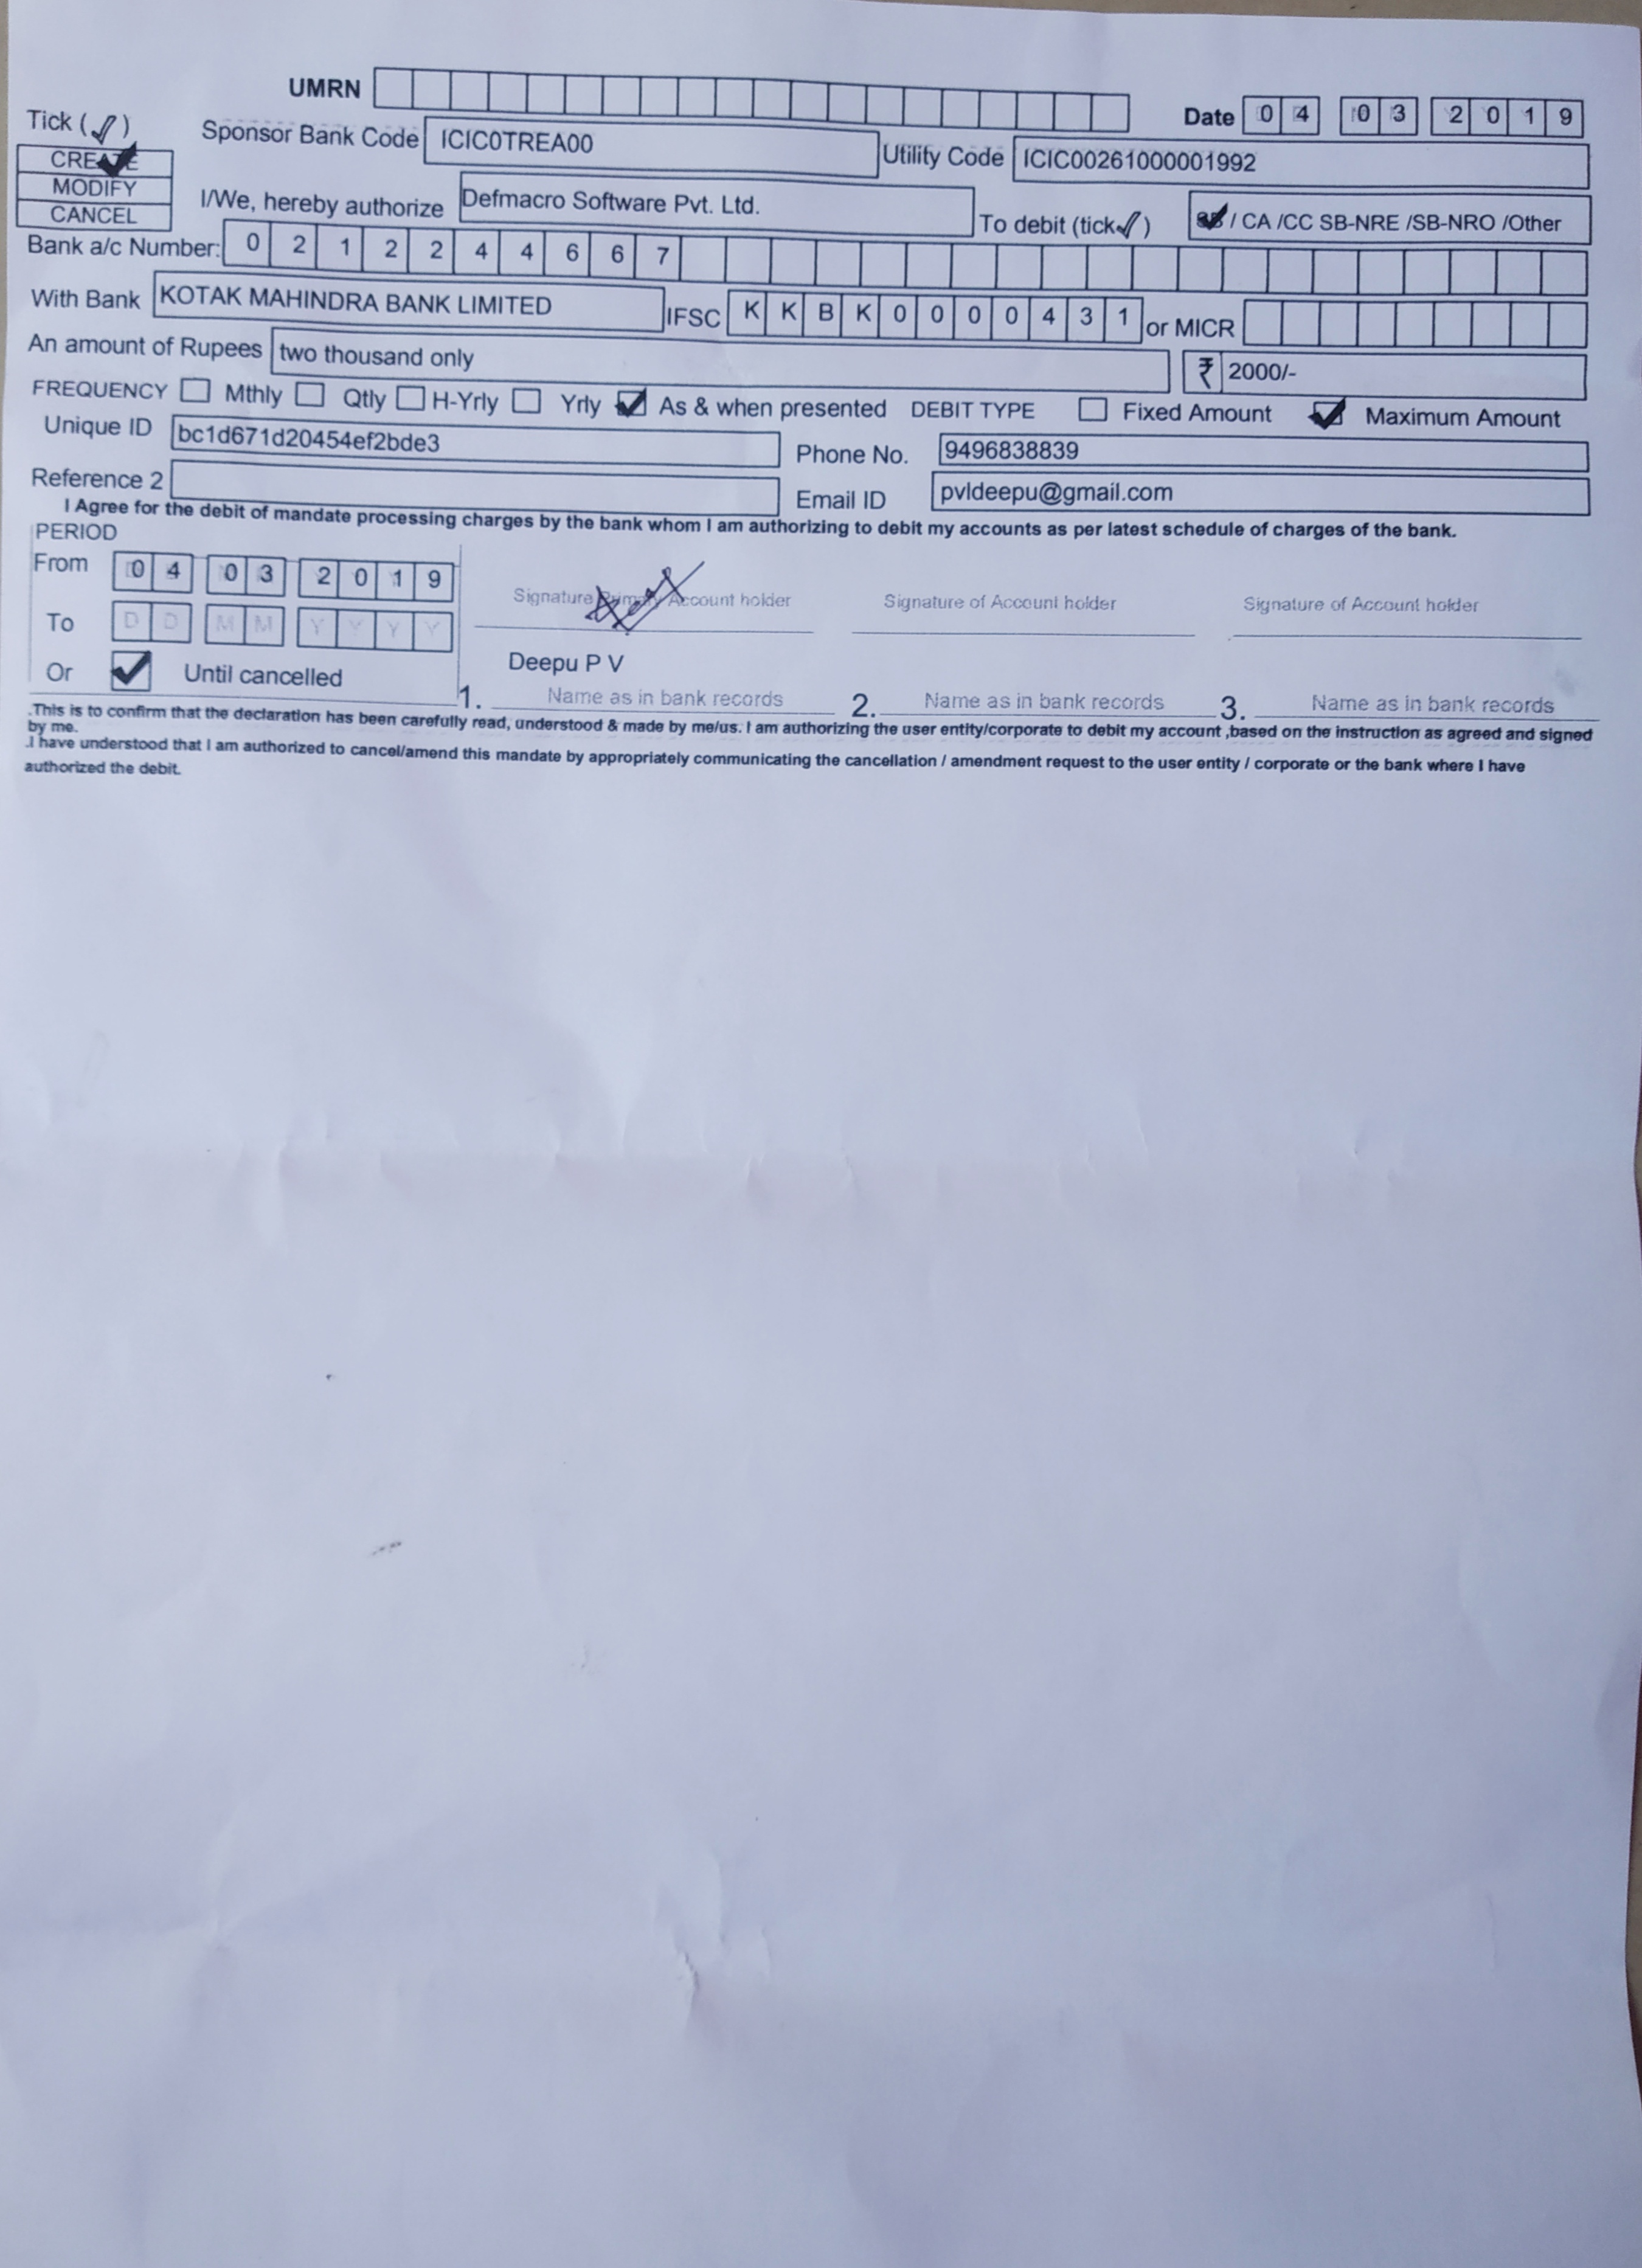 UMRN
Date 0 4 0 3 2 0 1 9
Tick (✓)
CREATE
MODIFY
CANCEL
Sponsor Bank Code ICIC0TREA00 Utility Code ICIC00261000001992
I/We, hereby authorize Defmacro Software Pvt. Ltd. To debit (tick✓) SB / CA /CC SB-NRE /SB-NRO /Other
Bank a/c Number: 0 2 1 2 2 4 4 6 6 7
With Bank KOTAK MAHINDRA BANK LIMITED IFSC K K B K 0 0 0 0 4 3 1 or MICR
An amount of Rupees two thousand only ₹ 2000/-
FREQUENCY Mthly Qtly H-Yrly Yrly ✓ As & when presented DEBIT TYPE Fixed Amount ✓ Maximum Amount
Unique ID bc1d671d20454ef2bde3 Phone No. 9496838839
Reference 2 Email ID pvldeepu@gmail.com
I Agree for the debit of mandate processing charges by the bank whom I am authorizing to debit my accounts as per latest schedule of charges of the bank.
PERIOD
From 0 4 0 3 2 0 1 9
To D D M M Y Y Y Y
Or ✓ Until cancelled
Signature Primary Account holder Signature of Account holder Signature of Account holder
Deepu P V
1. Name as in bank records 2. Name as in bank records 3. Name as in bank records
.This is to confirm that the declaration has been carefully read, understood & made by me/us. I am authorizing the user entity/corporate to debit my account ,based on the instruction as agreed and signed
by me.
.I have understood that I am authorized to cancel/amend this mandate by appropriately communicating the cancellation / amendment request to the user entity / corporate or the bank where I have
authorized the debit.